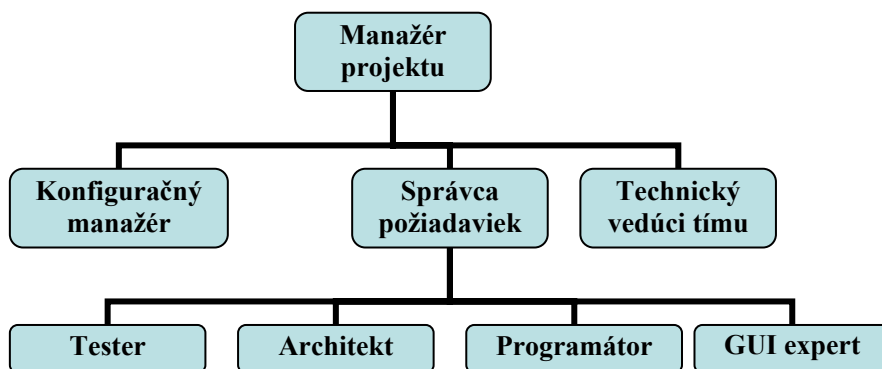 Manažér
projektu
Konfiguračný
manažér
Správca
požiadaviek
Technický
vedúci tímu
Tester
Architekt
Programátor
GUI expert